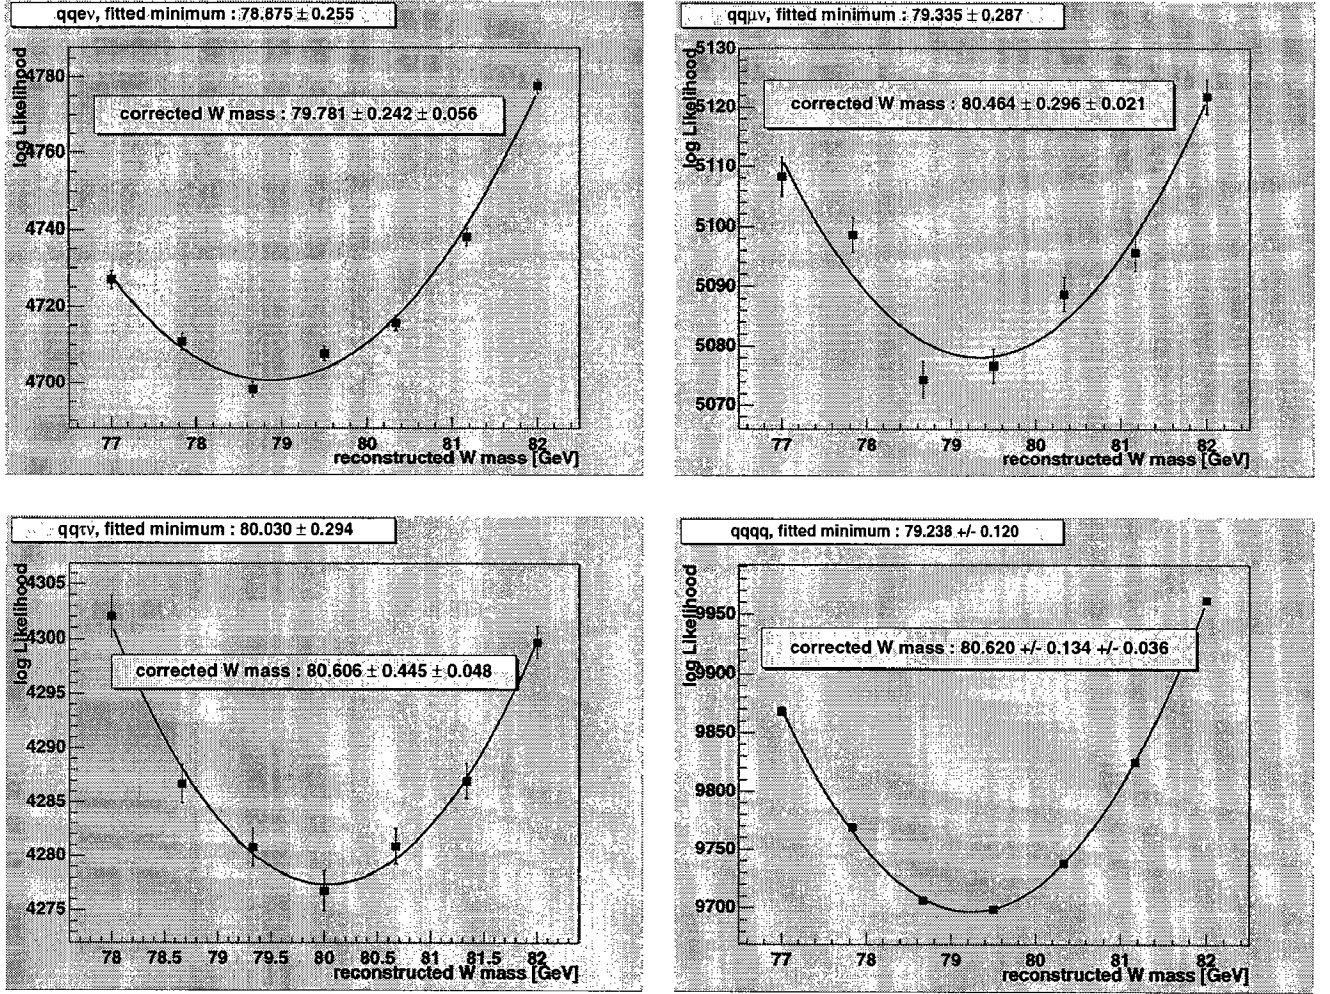 qqeν, fitted minimum : 78.875 ± 0.255
log Likelihood
4780
4760
4740
4720
4700
corrected W mass : 79.781 ± 0.242 ± 0.056
77 78 79 80 81 82
reconstructed W mass [GeV]
qqμν, fitted minimum : 79.335 ± 0.287
log Likelihood
5130
5120
5110
5100
5090
5080
5070
corrected W mass : 80.464 ± 0.296 ± 0.021
77 78 79 80 81 82
reconstructed W mass [GeV]
qqτν, fitted minimum : 80.030 ± 0.294
log Likelihood
4305
4300
4295
4290
4285
4280
4275
corrected W mass : 80.606 ± 0.445 ± 0.048
78 78.5 79 79.5 80 80.5 81 81.5 82
reconstructed W mass [GeV]
qqqq, fitted minimum : 79.238 +/- 0.120
log Likelihood
9950
9900
9850
9800
9750
9700
corrected W mass : 80.620 +/- 0.134 +/- 0.036
77 78 79 80 81 82
reconstructed W mass [GeV]